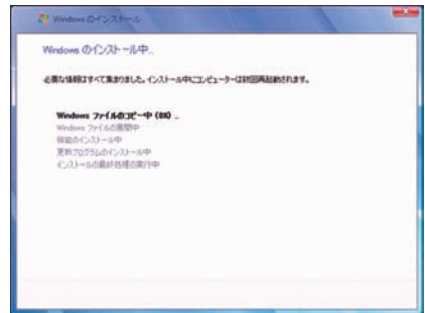 Windows のインストール
Windows のインストール中...
必要な情報はすべて集まりました。インストール中にコンピューターは数回再起動されます。
Windows ファイルのコピー中 (0%) ...
Windows ファイルの展開中
機能のインストール中
更新プログラムのインストール中
インストールの最終処理の実行中